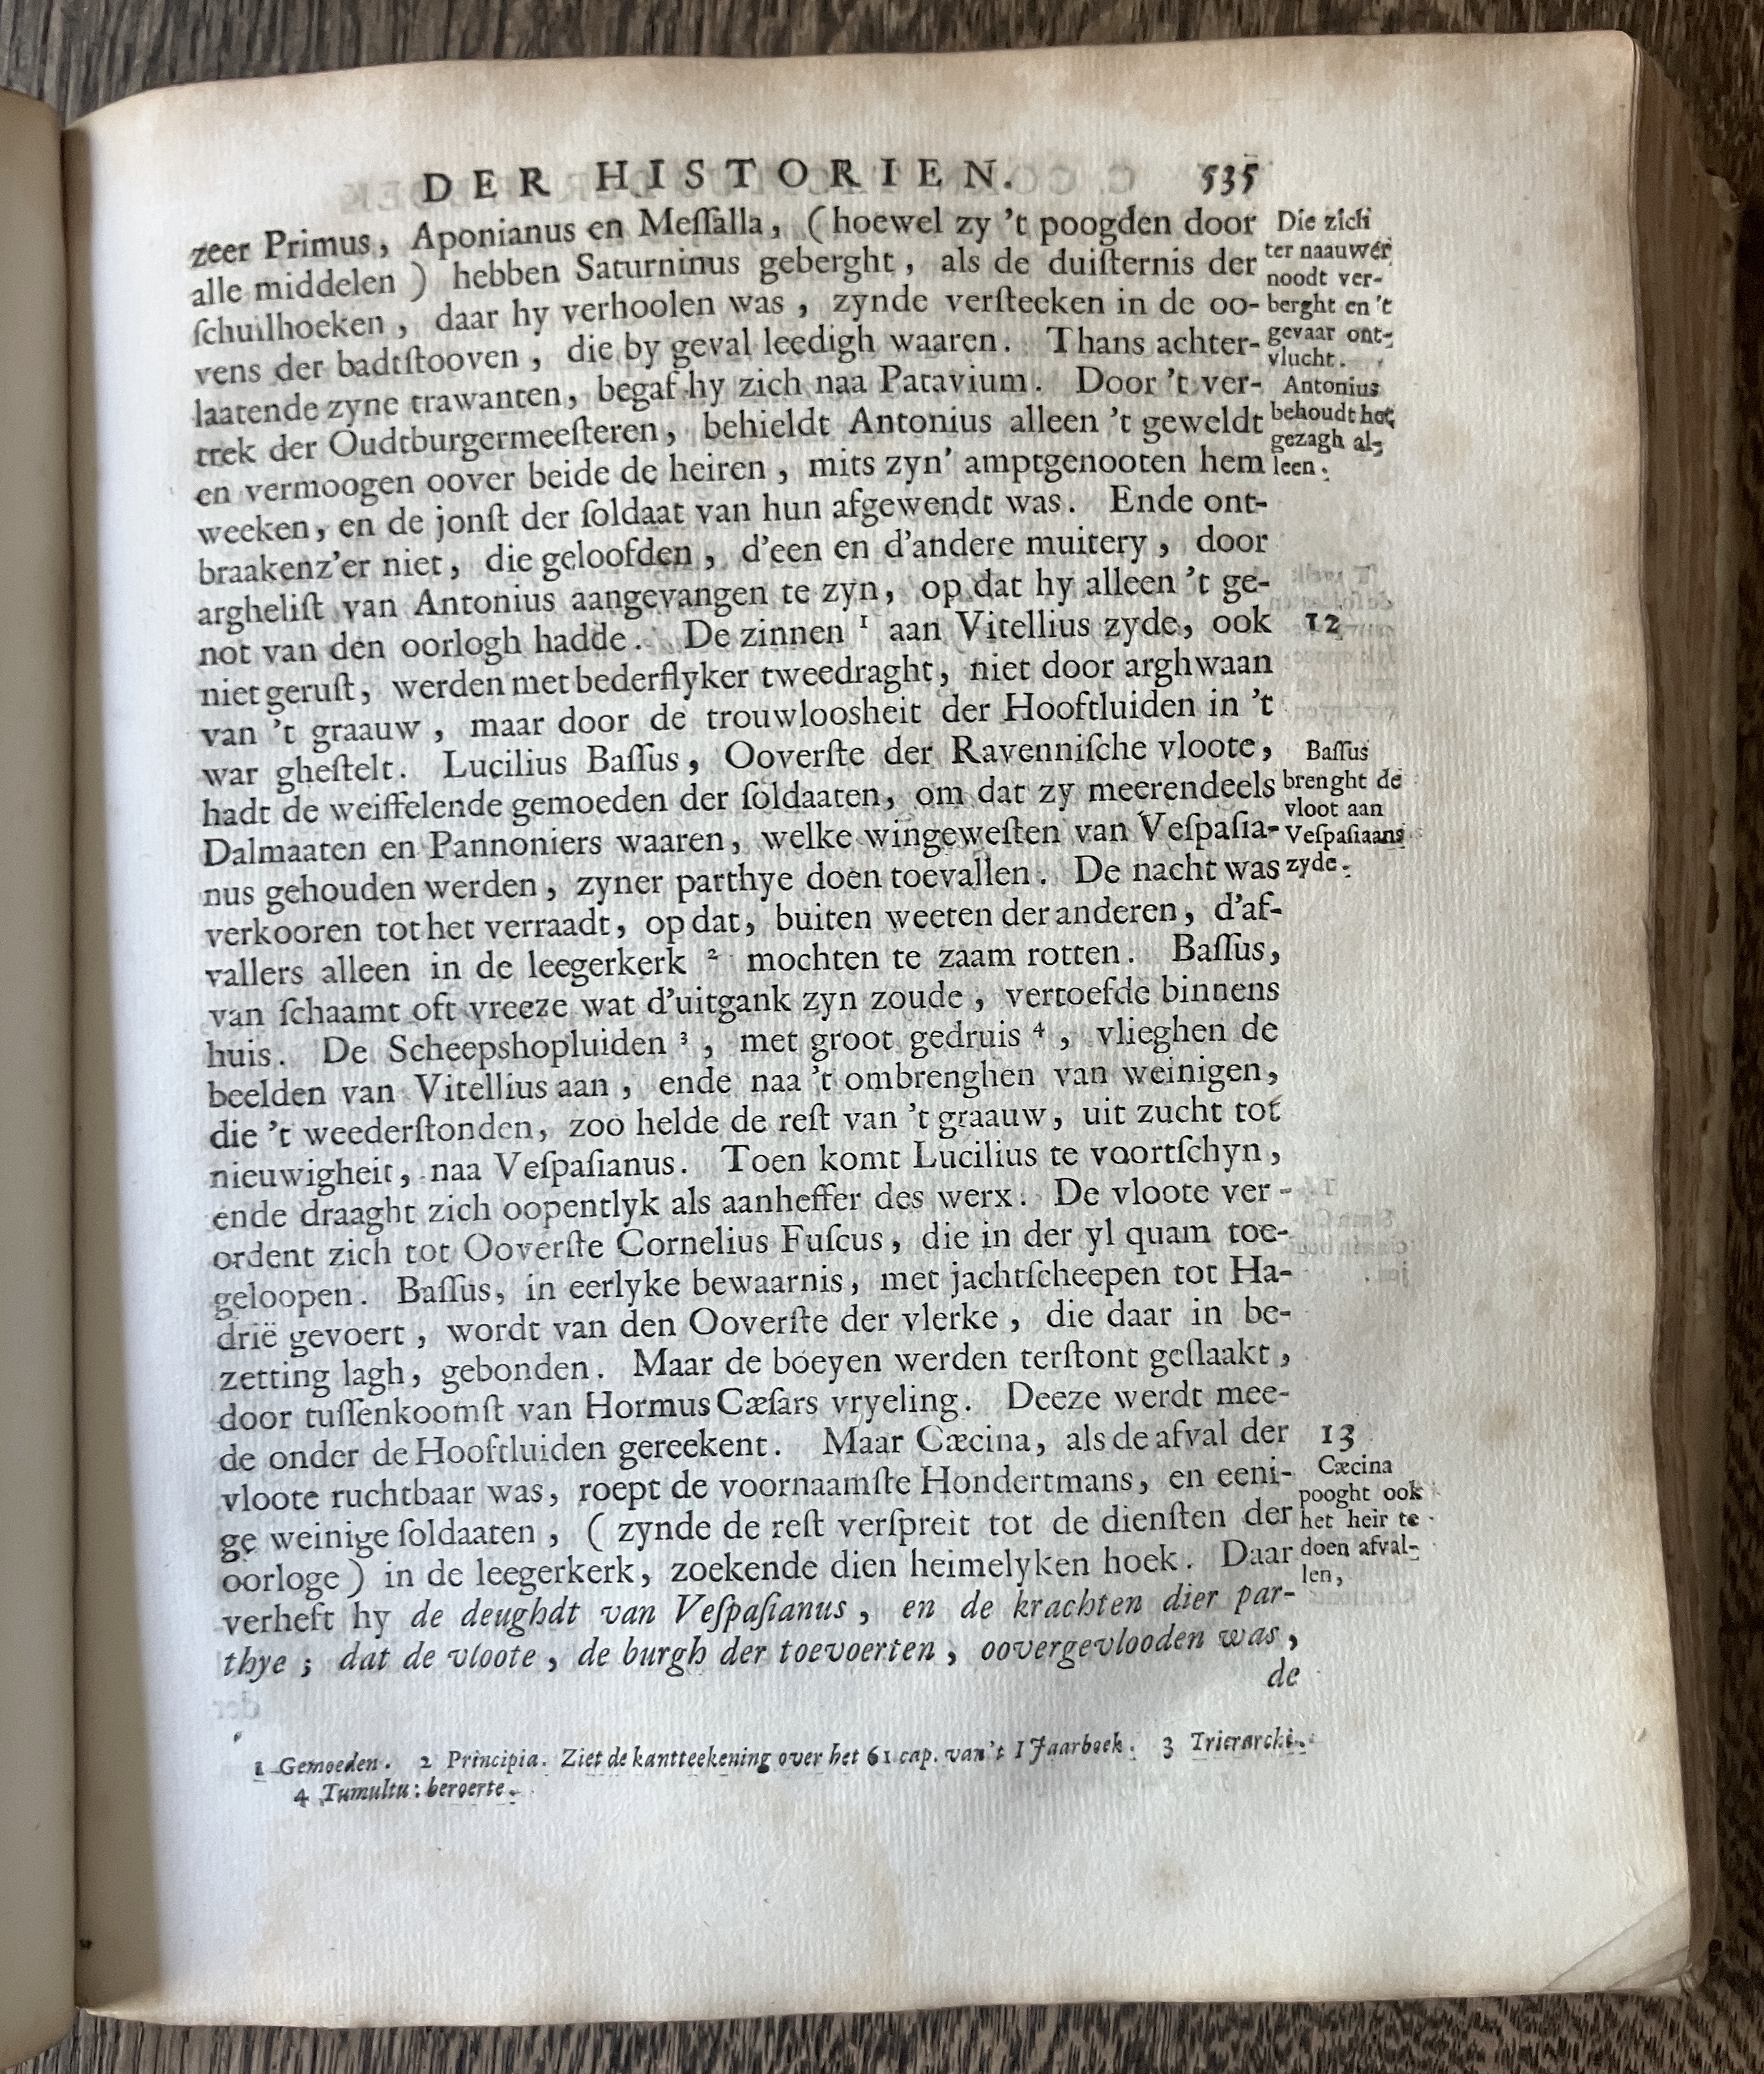 DER HISTORIEN. 535
zeer Primus, Aponianus en Meſſalla, (hoewel zy 't poogden door
alle middelen) hebben Saturninus geberght, als de duiſternis der
ſchuilhoeken, daar hy verhoolen was, zynde verſteeken in de oo-
vens der badtſtooven, die by geval leedigh waaren. Thans achter-
laatende zyne trawanten, begaf hy zich naa Patavium. Door 't ver-
trek der Oudtburgermeeſteren, behieldt Antonius alleen 't geweldt
en vermoogen oover beide de heiren, mits zyn' amptgenooten hem
weeken, en de jonſt der ſoldaat van hun afgewendt was. Ende ont-
braakenz'er niet, die geloofden, d'een en d'andere muitery, door
argheliſt van Antonius aangevangen te zyn, op dat hy alleen 't ge-
not van den oorlogh hadde. De zinnen 1 aan Vitellius zyde, ook
niet geruſt, werden met bederflyker tweedraght, niet door arghwaan
van 't graauw, maar door de trouwloosheit der Hooftluiden in 't
war gheſtelt. Lucilius Baſſus, Ooverſte der Ravenniſche vloote,
hadt de weiffelende gemoeden der ſoldaaten, om dat zy meerendeels
Dalmaaten en Pannoniers waaren, welke wingeweſten van Veſpaſia-
nus gehouden werden, zyner parthye doen toevallen. De nacht was
verkooren tot het verraadt, op dat, buiten weeten der anderen, d'af-
vallers alleen in de leegerkerk 2 mochten te zaam rotten. Baſſus,
van ſchaamt oft vreeze wat d'uitgank zyn zoude, vertoefde binnens
huis. De Scheepshopluiden 3, met groot gedruis 4, vlieghen de
beelden van Vitellius aan, ende naa 't ombrenghen van weinigen,
die 't weederſtonden, zoo helde de reſt van 't graauw, uit zucht tot
nieuwigheit, naa Veſpaſianus. Toen komt Lucilius te voortſchyn,
ende draaght zich oopentlyk als aanheffer des werx. De vloote ver-
ordent zich tot Ooverſte Cornelius Fuſcus, die in der yl quam toe-
geloopen. Baſſus, in eerlyke bewaarnis, met jachtſcheepen tot Ha-
drië gevoert, wordt van den Ooverſte der vlerke, die daar in be-
zetting lagh, gebonden. Maar de boeyen werden terſtont geſlaakt,
door tuſſenkoomſt van Hormus Cæſars vryeling. Deeze werdt mee-
de onder de Hooftluiden gereekent. Maar Cæcina, als de afval der
vloote ruchtbaar was, roept de voornaamſte Hondertmans, en eeni-
ge weinige ſoldaaten, (zynde de reſt verſpreit tot de dienſten der
oorloge) in de leegerkerk, zoekende dien heimelyken hoek. Daar
verheft hy de deughdt van Veſpaſianus, en de krachten dier par-
thye; dat de vloote, de burgh der toevoerten, oovergevlooden was,
de
Die zich
ter naauwer
noodt ver-
berght en 't
gevaar ont-
vlucht.
Antonius
behoudt het
gezagh al-
leen.
12
Baſſus
brenght de
vloot aan
Veſpaſiaans
zyde.
13
Cæcina
pooght ook
het heir te
doen afval-
len,
1 Gemoeden. 2 Principia. Ziet de kantteekening over het 61 cap. van 't I Jaarboek. 3 Trierarchi.
4 Tumultu: beroerte.